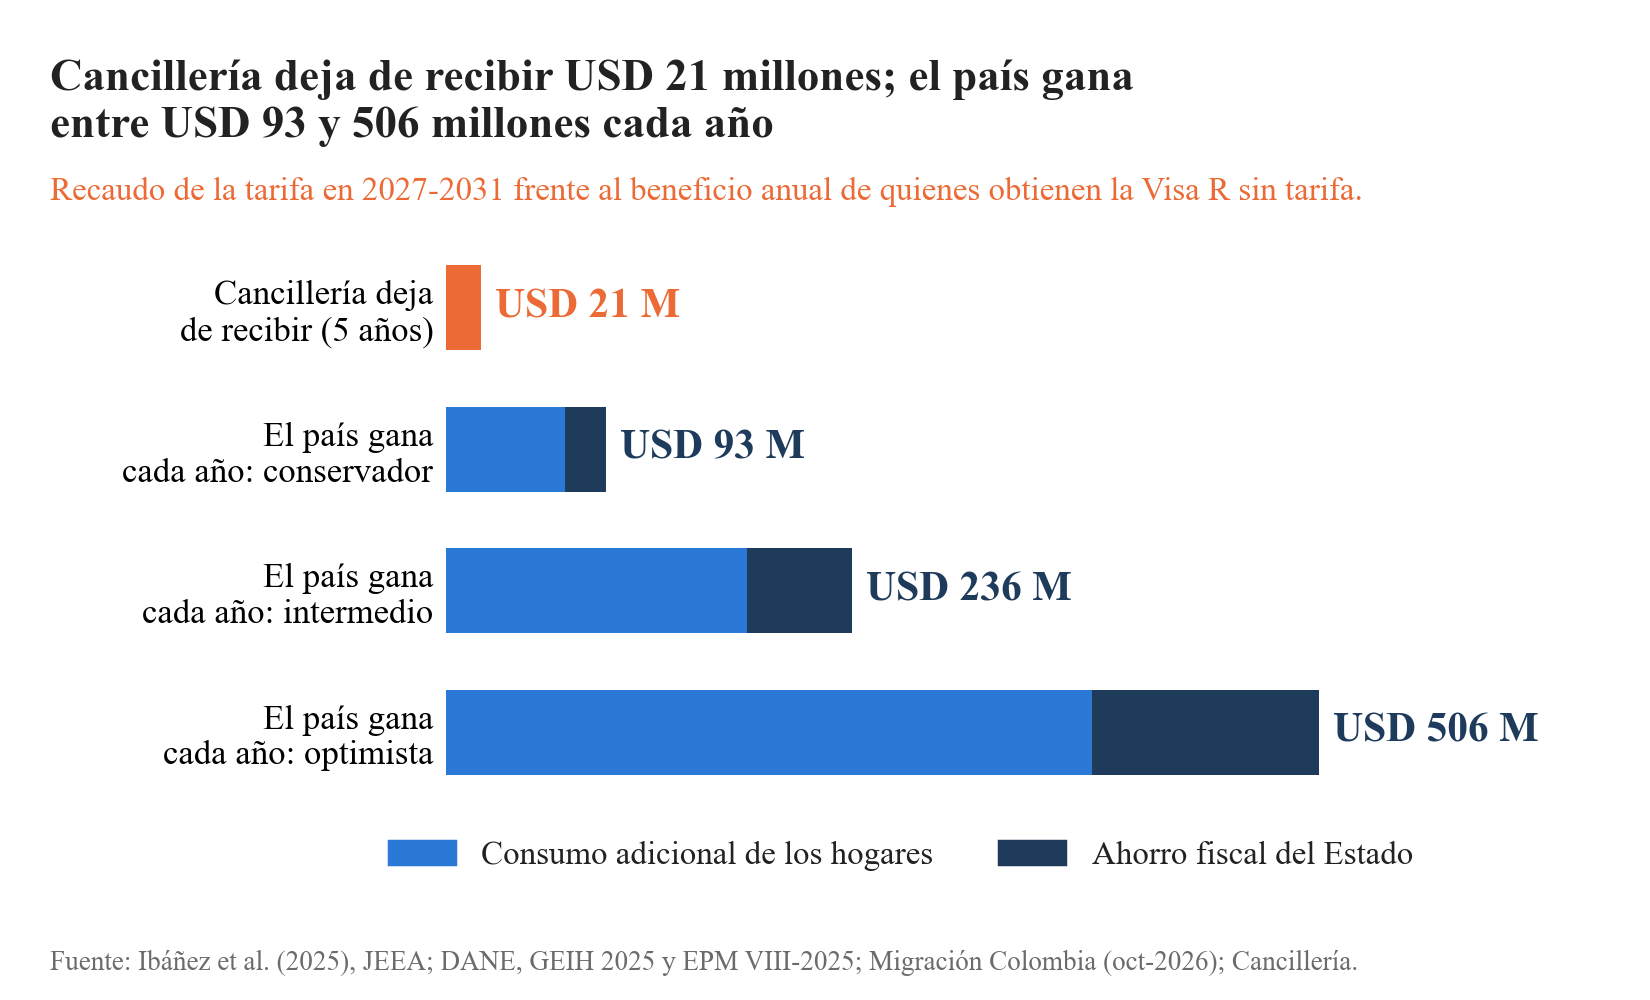 Cancillería deja de recibir USD 21 millones; el país gana
entre USD 93 y 506 millones cada año
Recaudo de la tarifa en 2027-2031 frente al beneficio anual de quienes obtienen la Visa R sin tarifa.
Cancillería deja
de recibir (5 años)
USD 21 M
El país gana
cada año: conservador
USD 93 M
El país gana
cada año: intermedio
USD 236 M
El país gana
cada año: optimista
USD 506 M
Consumo adicional de los hogares
Ahorro fiscal del Estado
Fuente: Ibáñez et al. (2025), JEEA; DANE, GEIH 2025 y EPM VIII-2025; Migración Colombia (oct-2026); Cancillería.